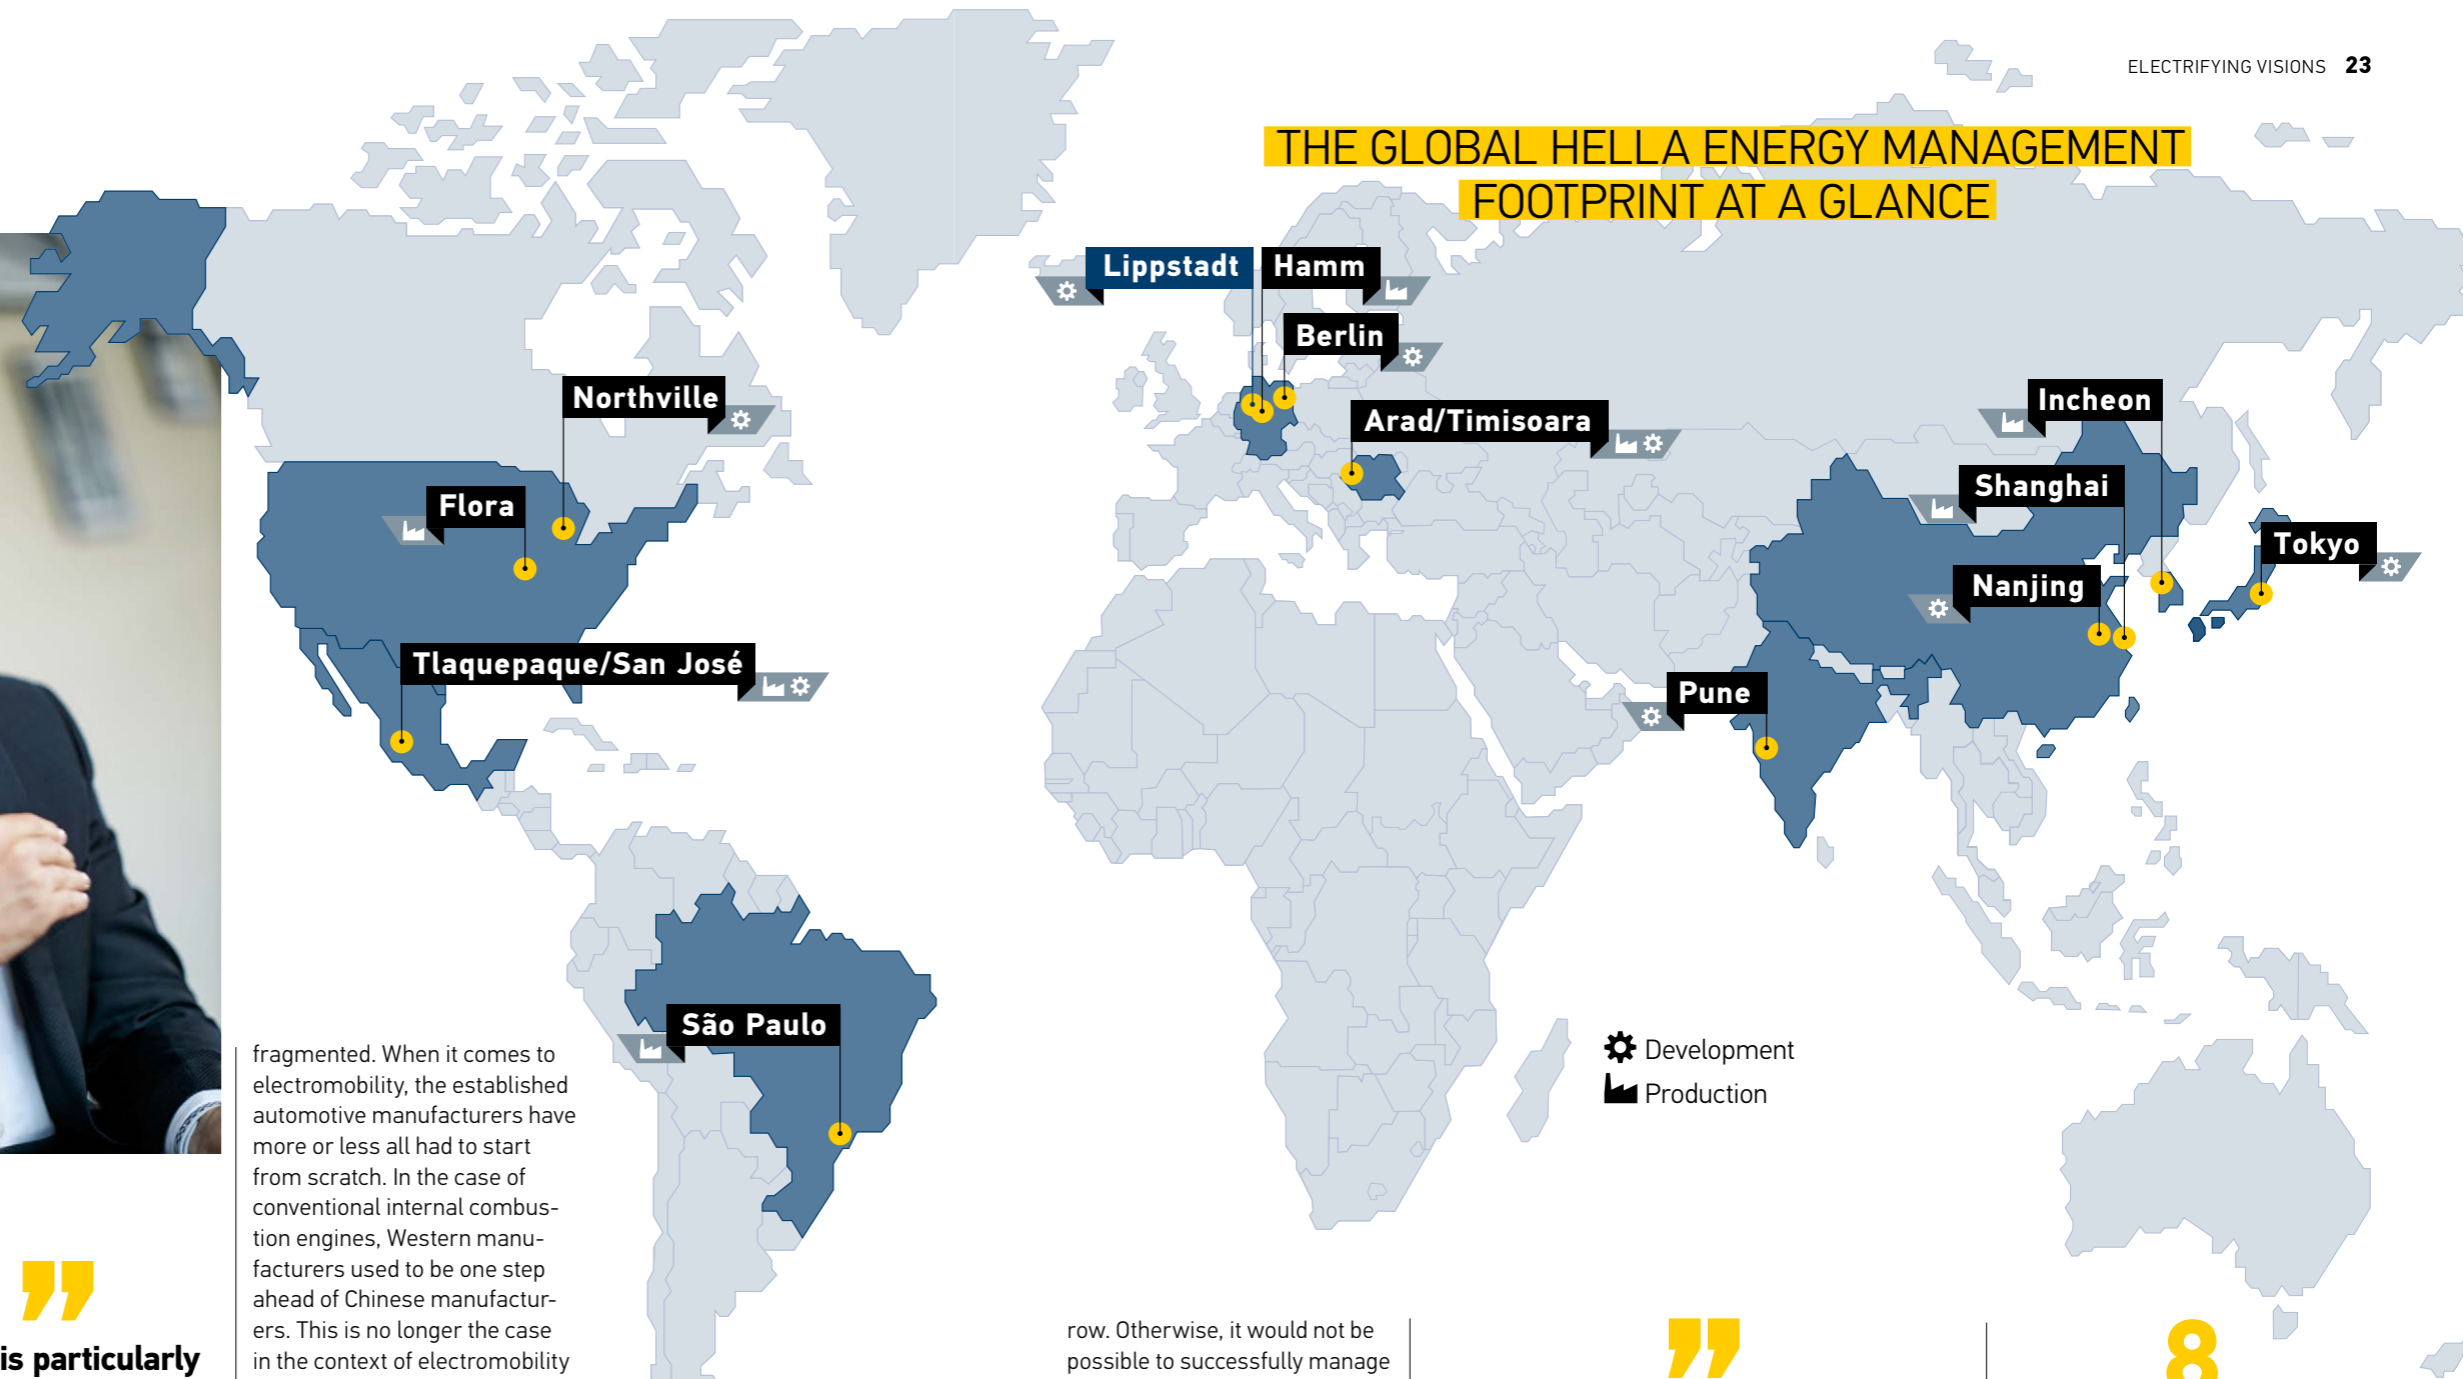 ELECTRIFYING VISIONS 23
THE GLOBAL HELLA ENERGY MANAGEMENT
FOOTPRINT AT A GLANCE
Lippstadt
Hamm
Berlin
Northville
Arad/Timisoara
Incheon
Flora
Shanghai
Tokyo
Nanjing
Tlaquepaque/San José
Pune
São Paulo
Development
Production
fragmented. When it comes to
electromobility, the established
automotive manufacturers have
more or less all had to start
from scratch. In the case of
conventional internal combus-
tion engines, Western manu-
facturers used to be one step
ahead of Chinese manufactur-
ers. This is no longer the case
in the context of electromobility
”
is particularly
row. Otherwise, it would not be
possible to successfully manage
”
8